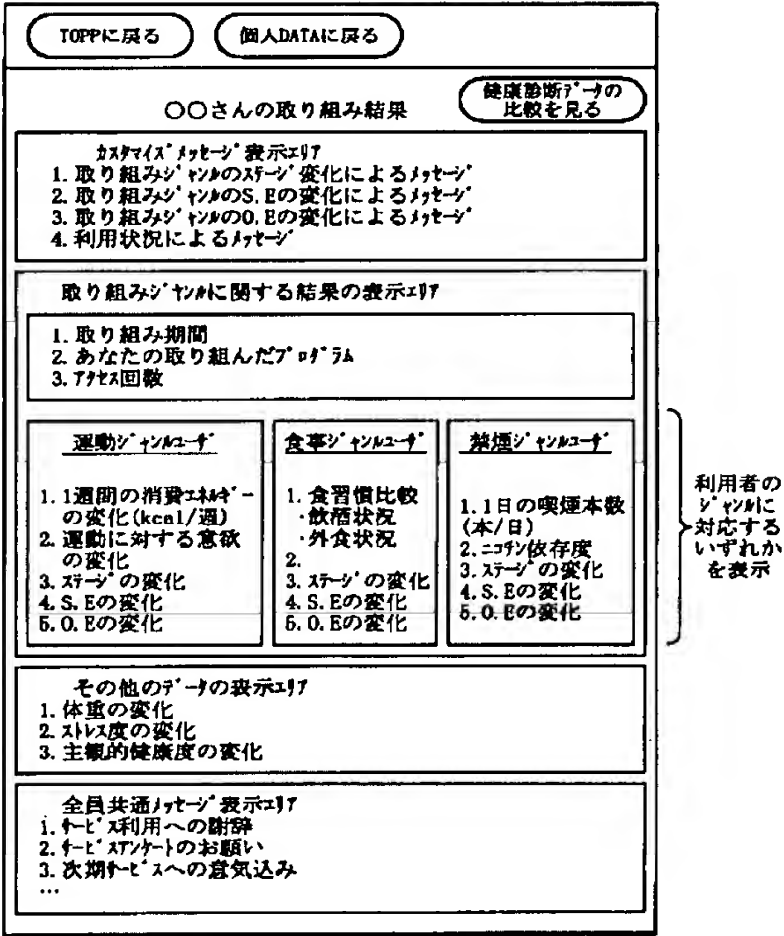 TOPPに戻る
個人DATAに戻る
健康診断ﾃﾞｰﾀの
比較を見る
〇〇さんの取り組み結果
ｶｽﾀﾏｲｽﾞﾒｯｾｰｼﾞ表示ｴﾘｱ
1. 取り組みｼﾞｬﾝﾙのｽﾃｰｼﾞ変化によるﾒｯｾｰｼﾞ
2. 取り組みｼﾞｬﾝﾙのS.Eの変化によるﾒｯｾｰｼﾞ
3. 取り組みｼﾞｬﾝﾙのO.Eの変化によるﾒｯｾｰｼﾞ
4. 利用状況によるﾒｯｾｰｼﾞ
取り組みｼﾞｬﾝﾙに関する結果の表示ｴﾘｱ
1. 取り組み期間
2. あなたの取り組んだﾌﾟﾛｸﾞﾗﾑ
3. ｱｸｾｽ回数
運動ｼﾞｬﾝﾙﾕｰｻﾞ
1. 1週間の消費ｴﾈﾙｷﾞｰ
の変化(kcal/週)
2. 運動に対する意欲
の変化
3. ｽﾃｰｼﾞの変化
4. S.Eの変化
5. O.Eの変化
食事ｼﾞｬﾝﾙﾕｰｻﾞ
1. 食習慣比較
・飲酒状況
・外食状況
2.
3. ｽﾃｰｼﾞの変化
4. S.Eの変化
5. O.Eの変化
禁煙ｼﾞｬﾝﾙﾕｰｻﾞ
1. 1日の喫煙本数
(本/日)
2. ﾆｺﾁﾝ依存度
3. ｽﾃｰｼﾞの変化
4. S.Eの変化
5. O.Eの変化
利用者の
ｼﾞｬﾝﾙに
対応する
いずれか
を表示
その他のﾃﾞｰﾀの表示ｴﾘｱ
1. 体重の変化
2. ｽﾄﾚｽ度の変化
3. 主観的健康度の変化
全員共通ﾒｯｾｰｼﾞ表示ｴﾘｱ
1. ｻｰﾋﾞｽ利用への謝辞
2. ｻｰﾋﾞｽｱﾝｹｰﾄのお願い
3. 次期ｻｰﾋﾞｽへの意気込み
…